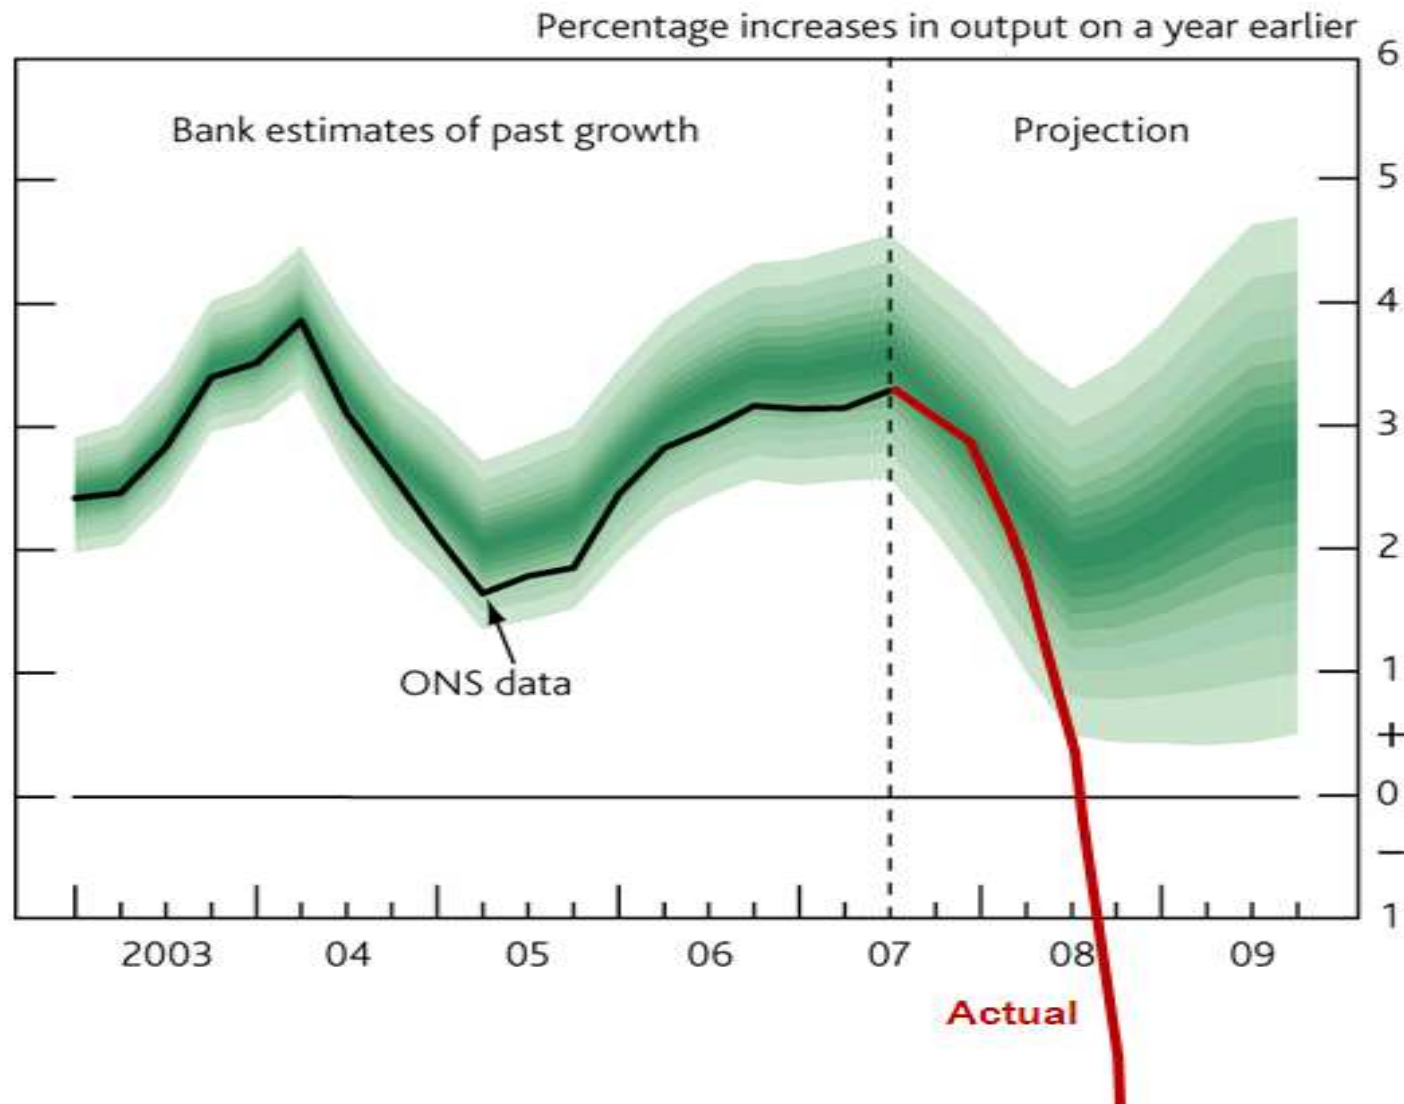 Percentage increases in output on a year earlier
6
Bank estimates of past growth
Projection
5
4
3
2
ONS data
1
+
0
–
1
2003 04 05 06 07 08 09
Actual